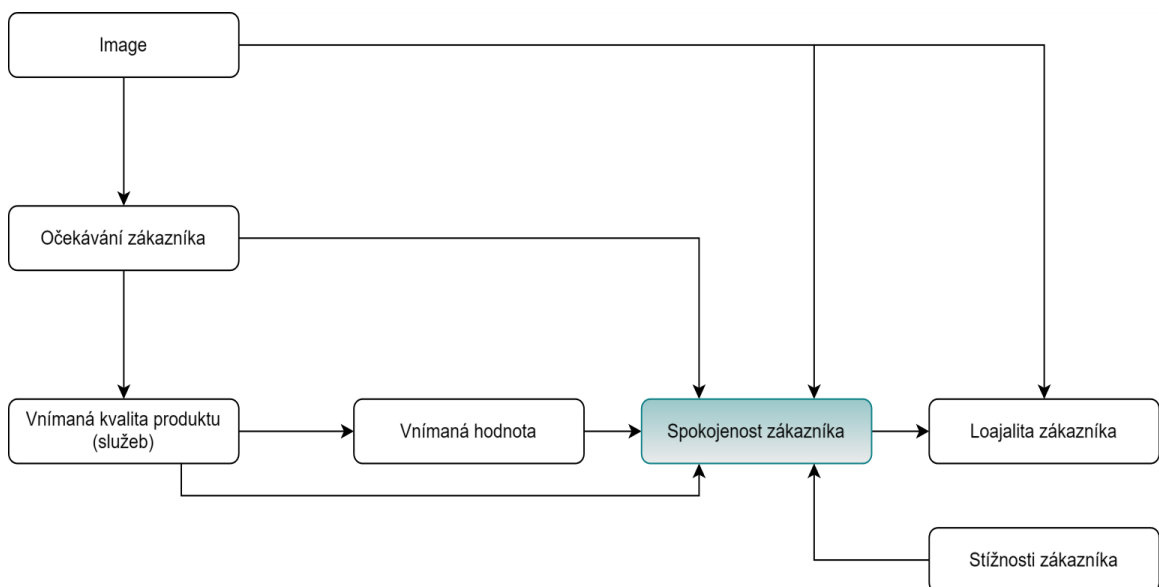 Image
Očekávání zákazníka
Vnímaná kvalita produktu
(služeb)
Vnímaná hodnota
Spokojenost zákazníka
Loajalita zákazníka
Stížnosti zákazníka